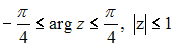 − π/4 ≤ arg z ≤ π/4, |z| ≤ 1